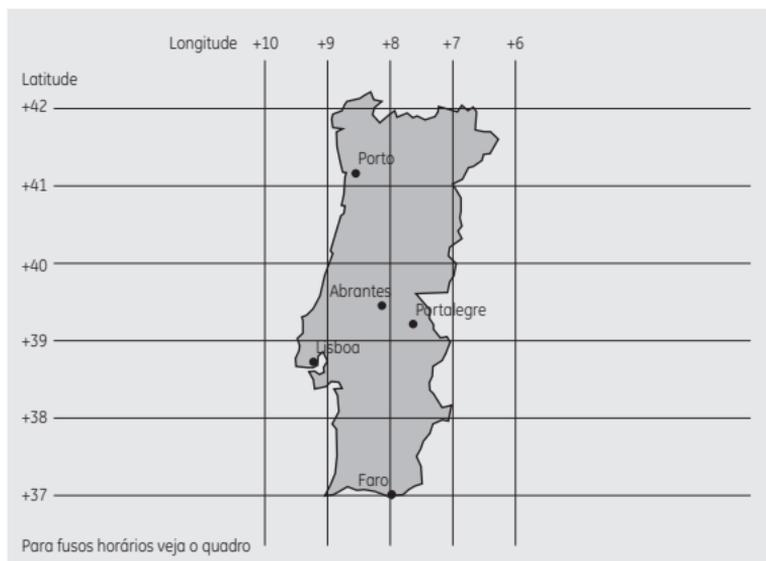 Longitude +10 +9 +8 +7 +6
Latitude
+42
Porto
+41
+40
Abrantes
Portalegre
+39
Lisboa
+38
Faro
+37
Para fusos horários veja o quadro